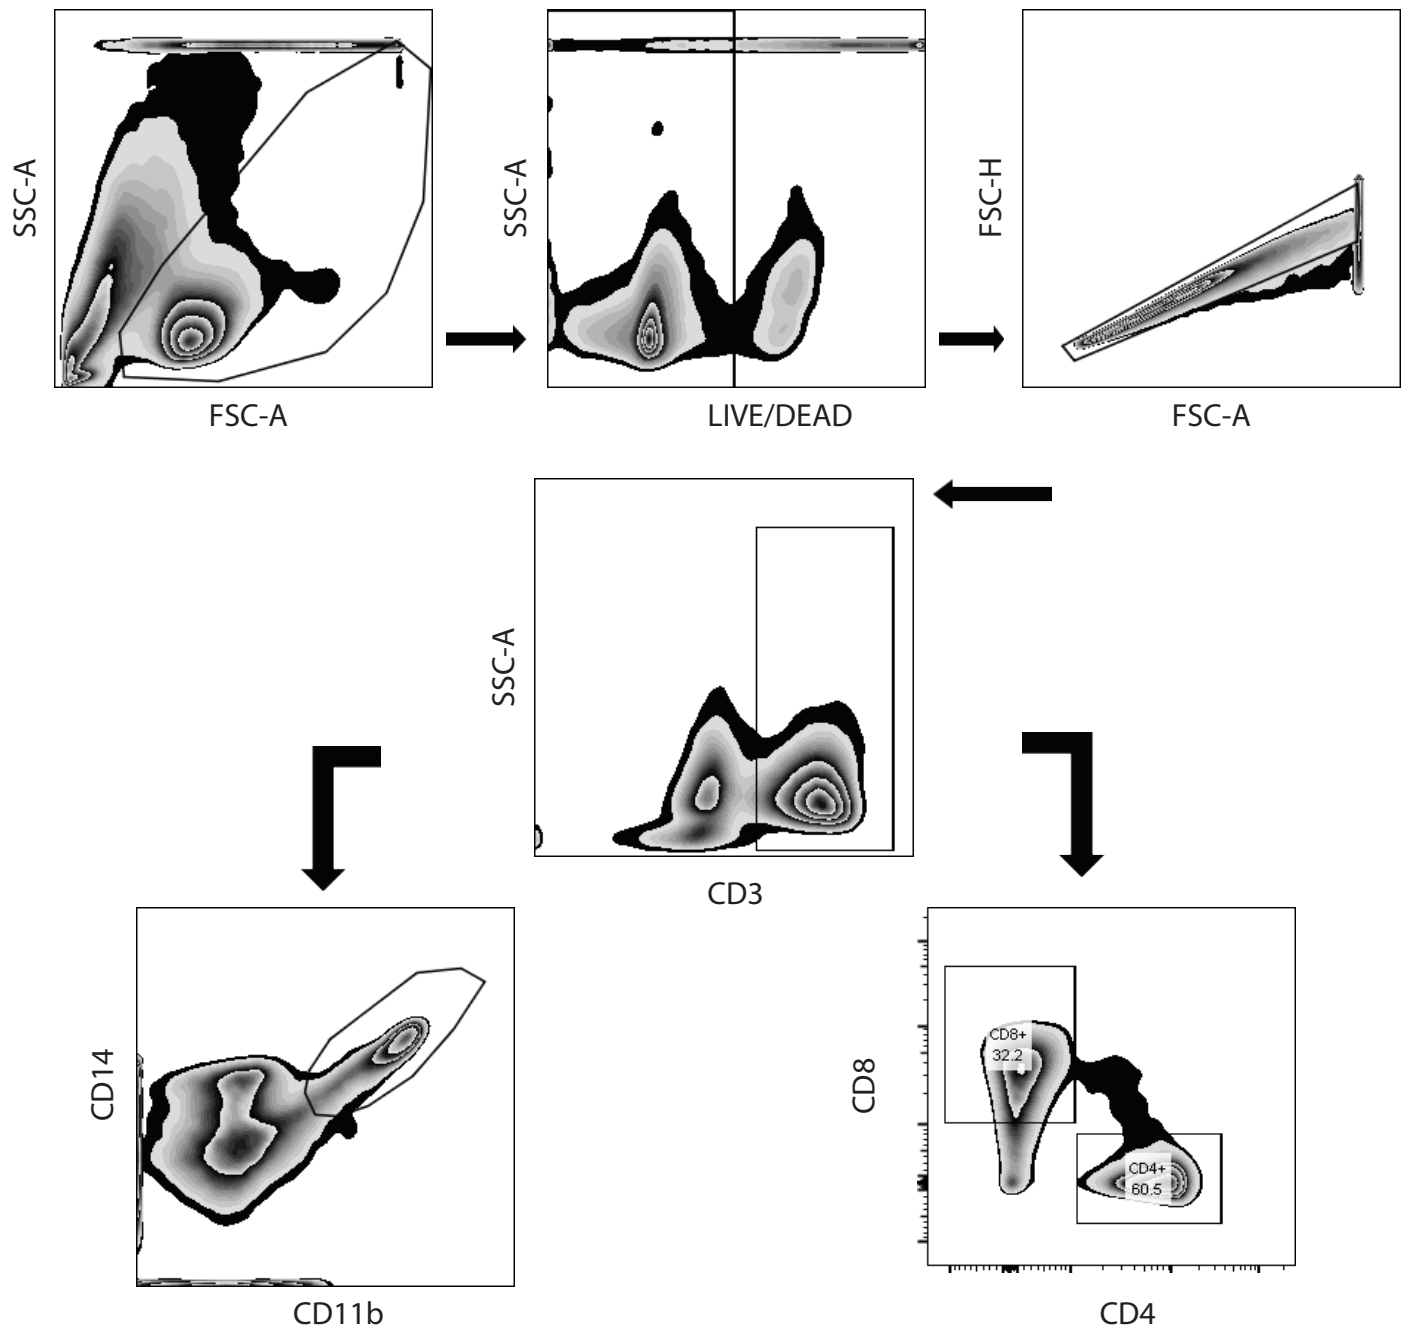 SSC-A
FSC-A
SSC-A
LIVE/DEAD
FSC-H
FSC-A
SSC-A
CD3
CD14
CD11b
CD8
CD8+
32.2
CD4+
60.5
CD4